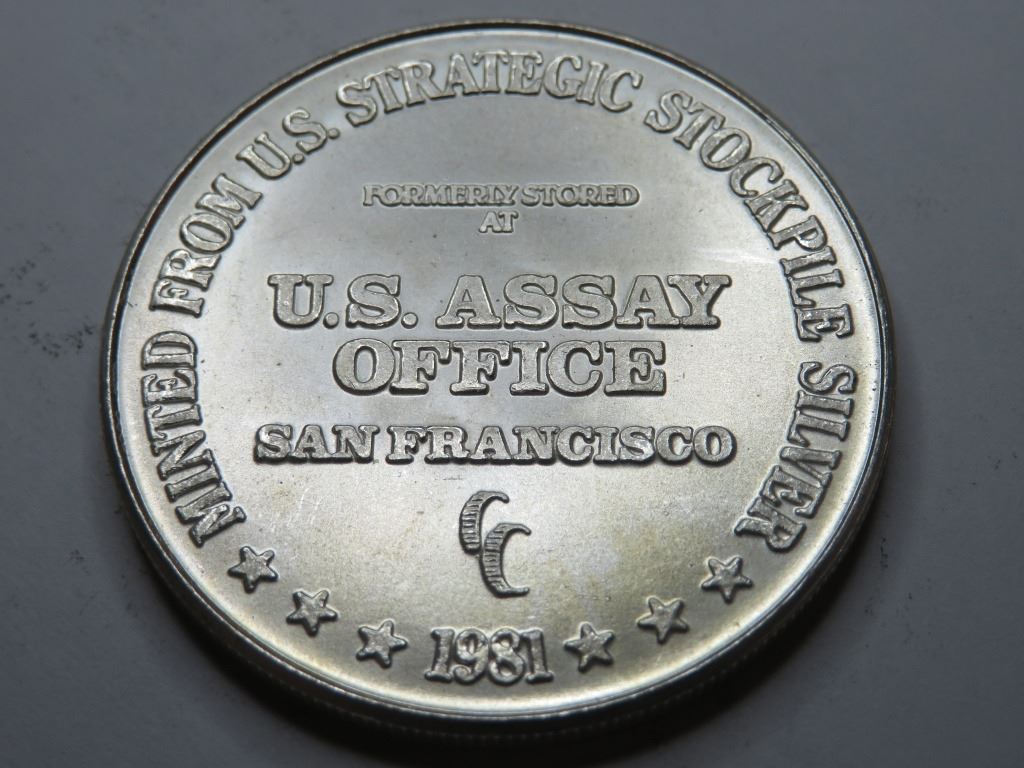 MINTED FROM U.S. STRATEGIC STOCKPILE SILVER
FORMERLY STORED
AT
U.S. ASSAY
OFFICE
SAN FRANCISCO
CC
1981